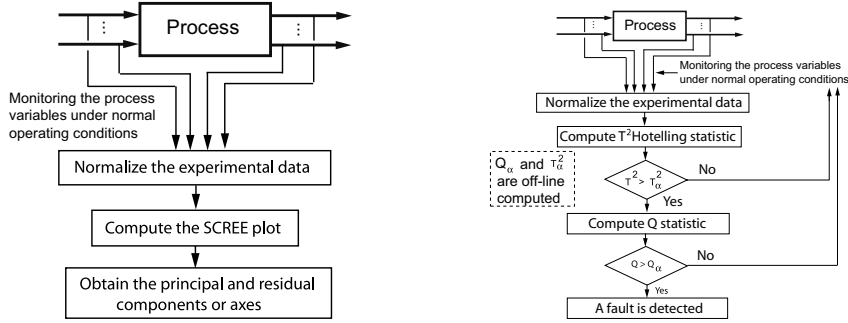 Process
Monitoring the process
variables under normal
operating conditions
Normalize the experimental data
Compute the SCREE plot
Obtain the principal and residual
components or axes
Process
Monitoring the process variables
under normal operating conditions
Normalize the experimental data
Compute T²Hotelling statistic
Qα and τ²α
are off-line
computed
T² > τ²α
No
Yes
Compute Q statistic
Q > Qα
No
Yes
A fault is detected